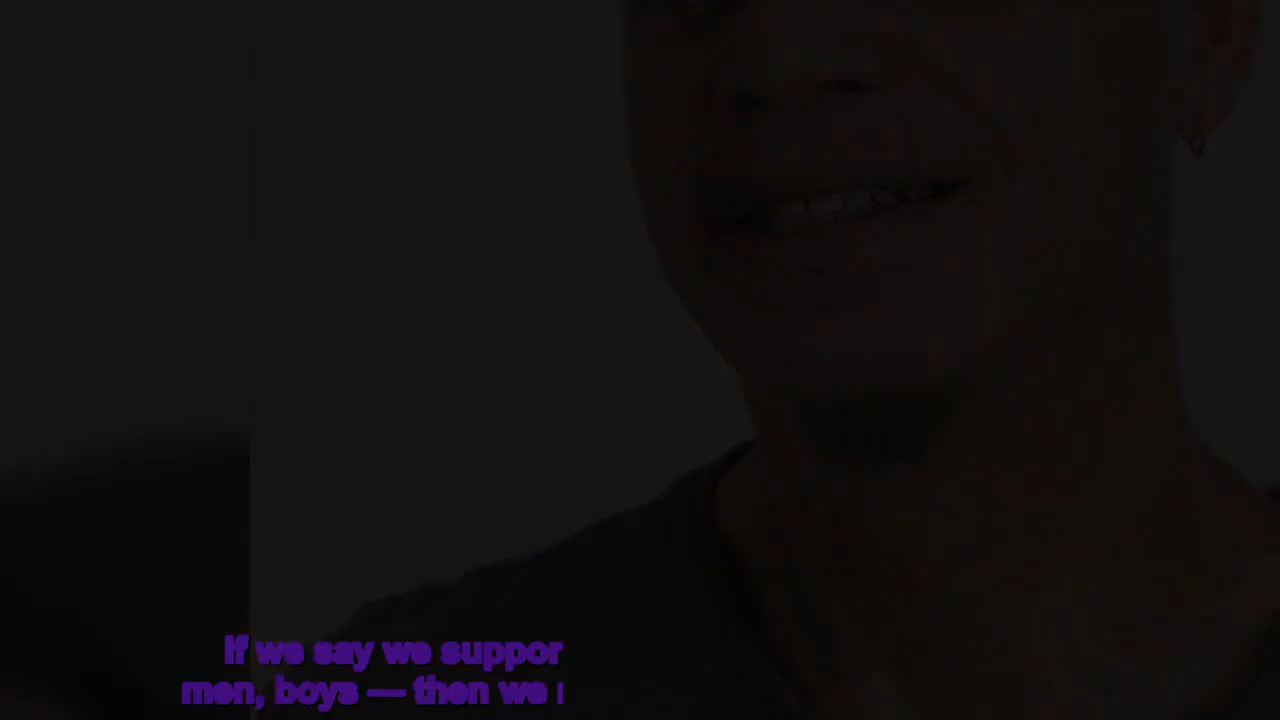 If we say we suppor
men, boys — then we